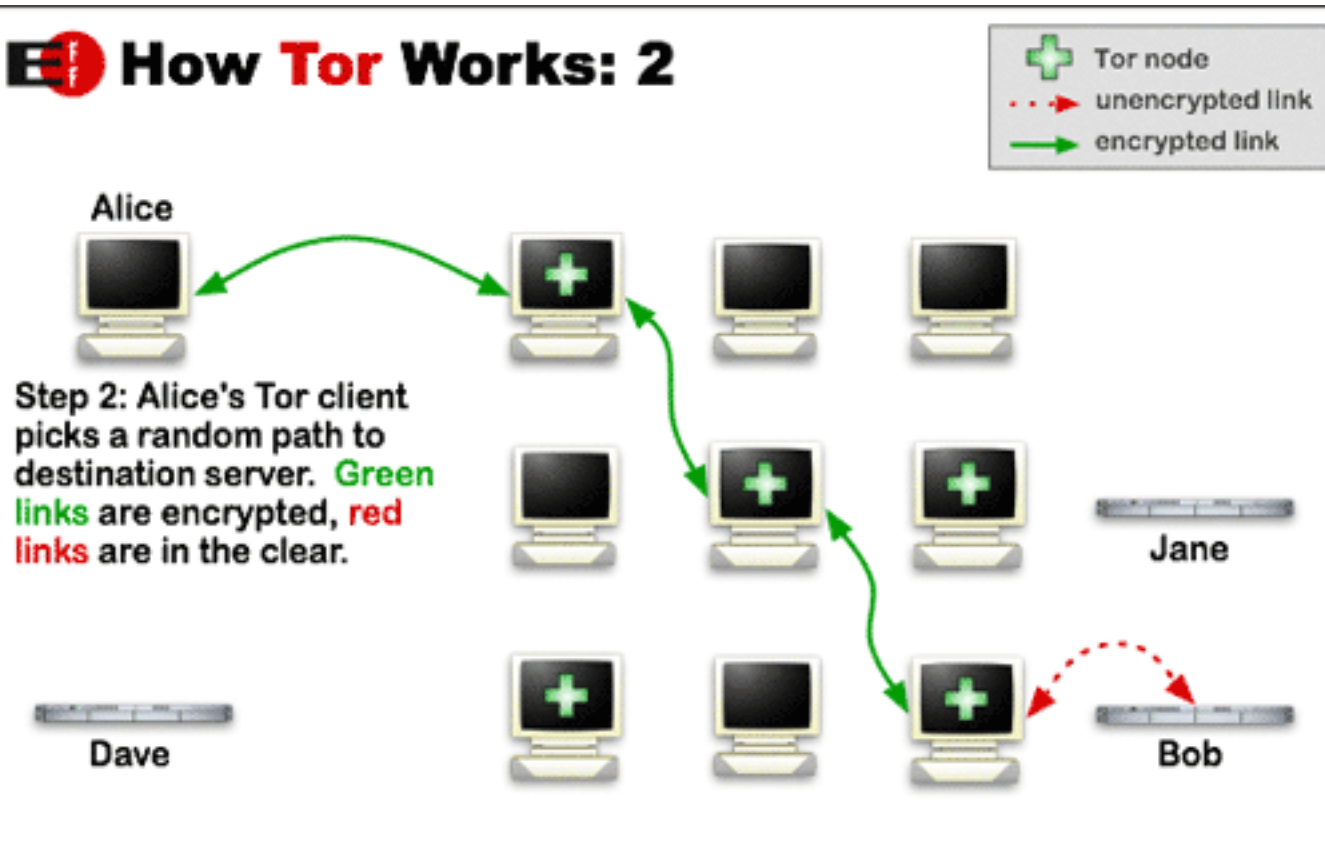 EFF How Tor Works: 2
Tor node
unencrypted link
encrypted link
Alice
Step 2: Alice's Tor client
picks a random path to
destination server. Green
links are encrypted, red
links are in the clear.
Jane
Dave
Bob